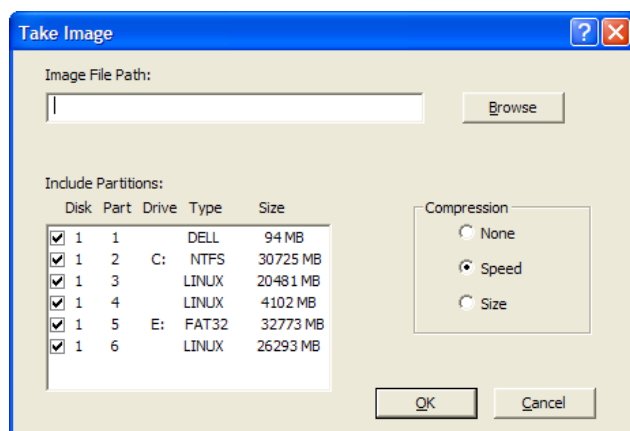 Take Image
Image File Path:
Browse
Include Partitions:
Disk Part Drive Type Size
1 1 DELL 94 MB
1 2 C: NTFS 30725 MB
1 3 LINUX 20481 MB
1 4 LINUX 4102 MB
1 5 E: FAT32 32773 MB
1 6 LINUX 26293 MB
Compression
None
Speed
Size
OK Cancel